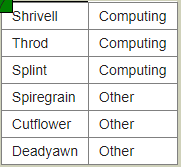 Shrivell Computing
Throd Computing
Splint Computing
Spiregrain Other
Cutflower Other
Deadyawn Other